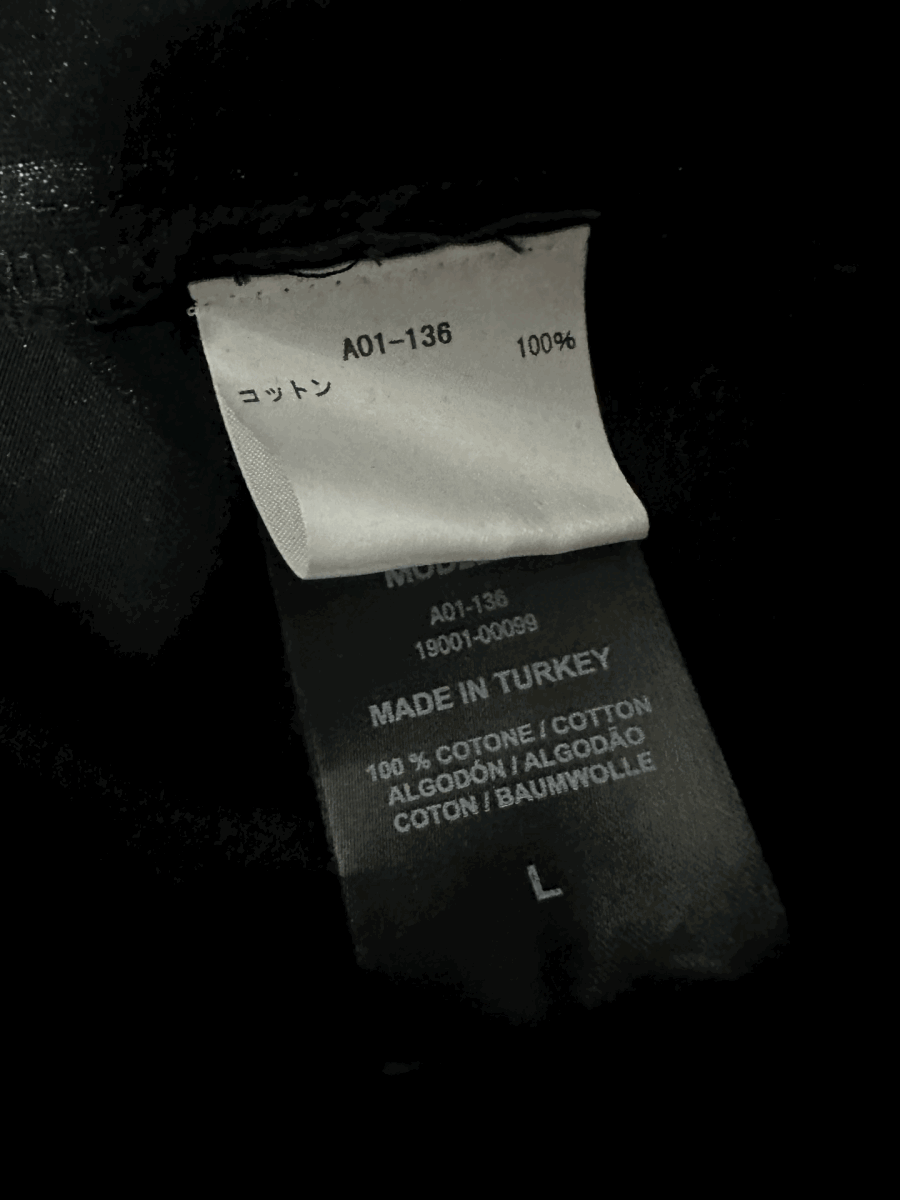 A01-136
コットン 100%
A01-136
19001-00099
MADE IN TURKEY
100 % COTONE / COTTON
ALGODÓN / ALGODÃO
COTON / BAUMWOLLE
L